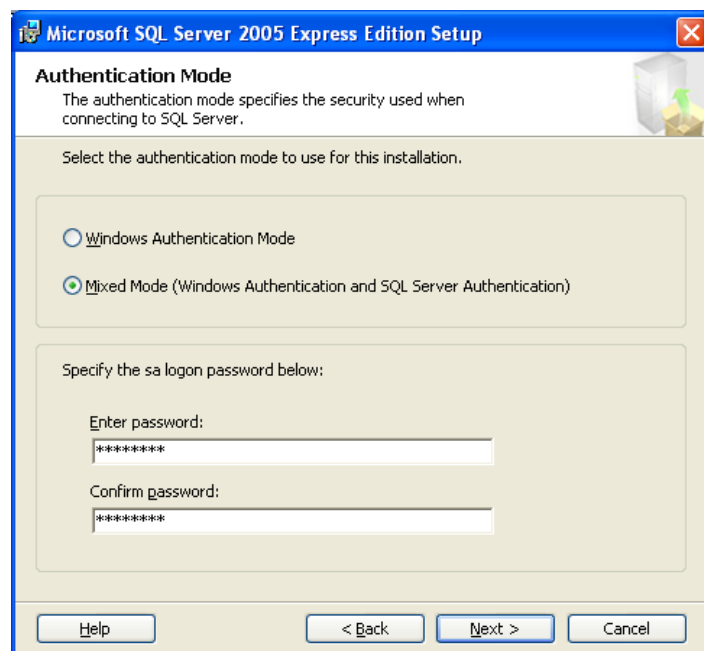 Microsoft SQL Server 2005 Express Edition Setup
Authentication Mode
The authentication mode specifies the security used when
connecting to SQL Server.
Select the authentication mode to use for this installation.
Windows Authentication Mode
Mixed Mode (Windows Authentication and SQL Server Authentication)
Specify the sa logon password below:
Enter password:
********
Confirm password:
********
Help
< Back
Next >
Cancel